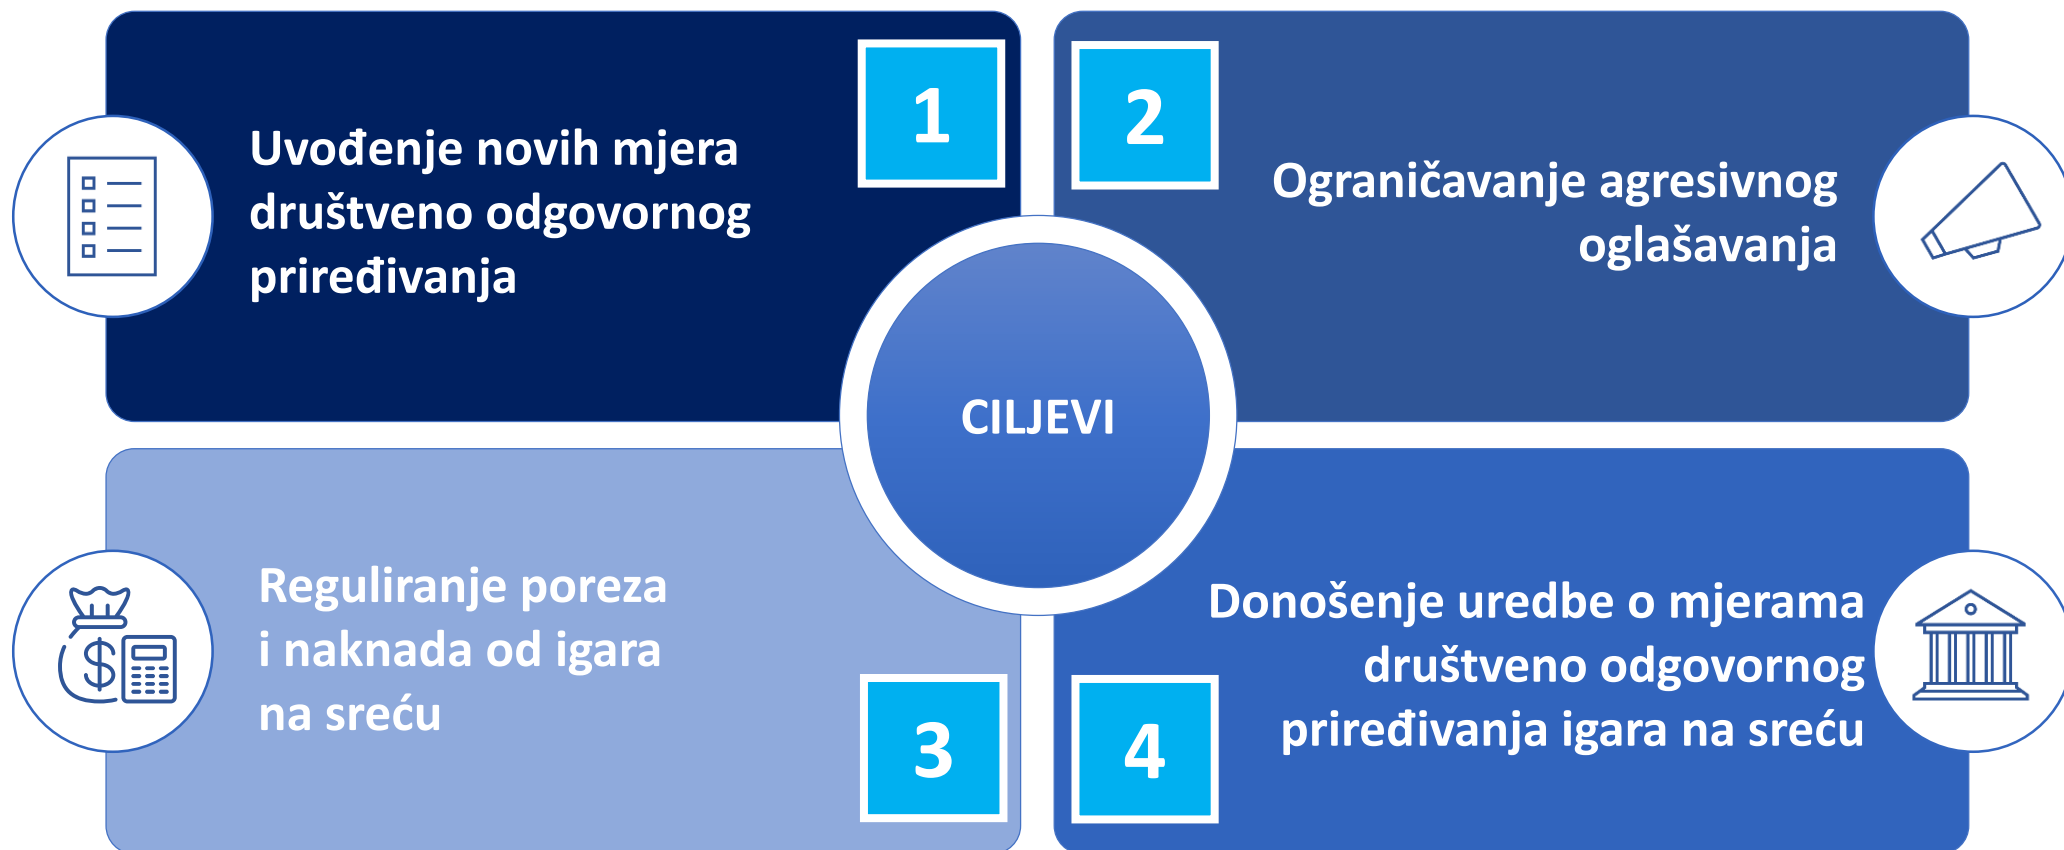 1
Uvođenje novih mjera
društveno odgovornog
priređivanja
2
Ograničavanje agresivnog
oglašavanja
CILJEVI
Reguliranje poreza
i naknada od igara
na sreću
3
Donošenje uredbe o mjerama
društveno odgovornog
priređivanja igara na sreću
4